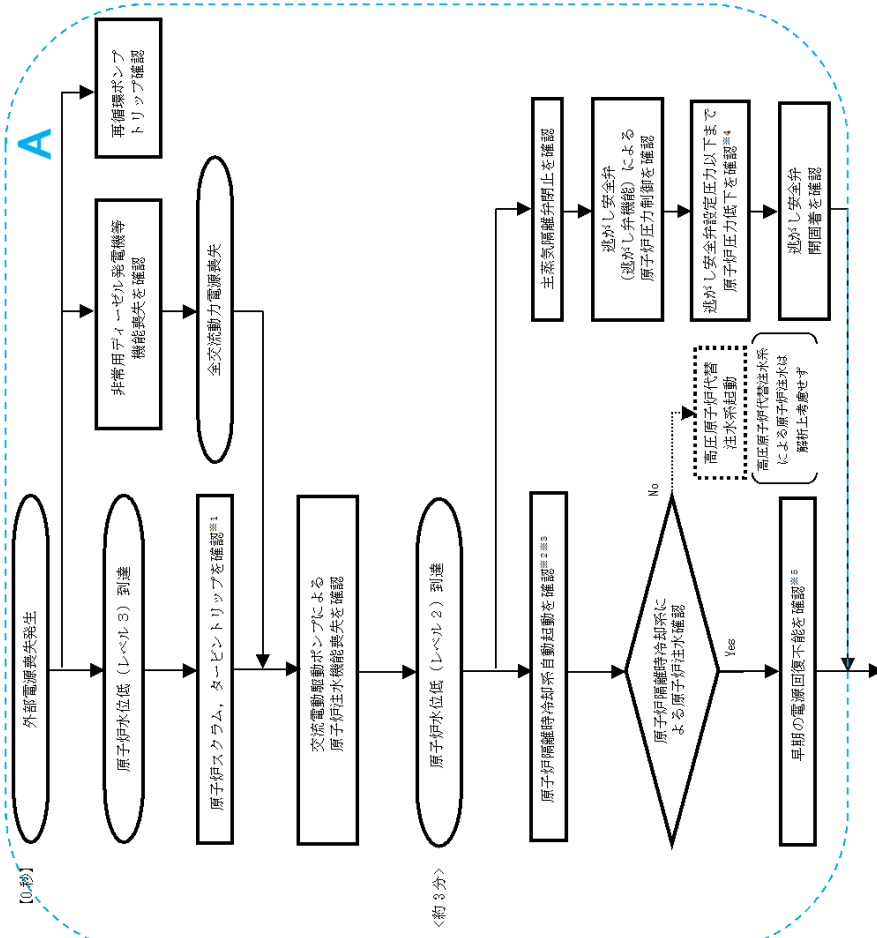 A
【0秒】
外部電源喪失発生
原子炉水位低（レベル3）到達
非常用ディーゼル発電機等
機能喪失を確認
再循環ポンプ
トリップ確認
原子炉スクラム，タービントリップを確認※1
全交流動力電源喪失
交流電動駆動ポンプによる
原子炉注水機能喪失を確認
<約3分>
原子炉水位低（レベル2）到達
原子炉隔離時冷却系自動起動を確認※2※3
主蒸気隔離弁閉止を確認
逃がし安全弁
（逃がし弁機能）による
原子炉圧力制御を確認
原子炉隔離時冷却系に
よる原子炉注水確認
No
Yes
高圧原子炉代替
注水系起動
高圧原子炉代替注水系
による原子炉注水は
解析上考慮せず
逃がし安全弁設定圧力以下まで
原子炉圧力低下を確認※4
早期の電源回復不能を確認※5
逃がし安全弁
開固着を確認